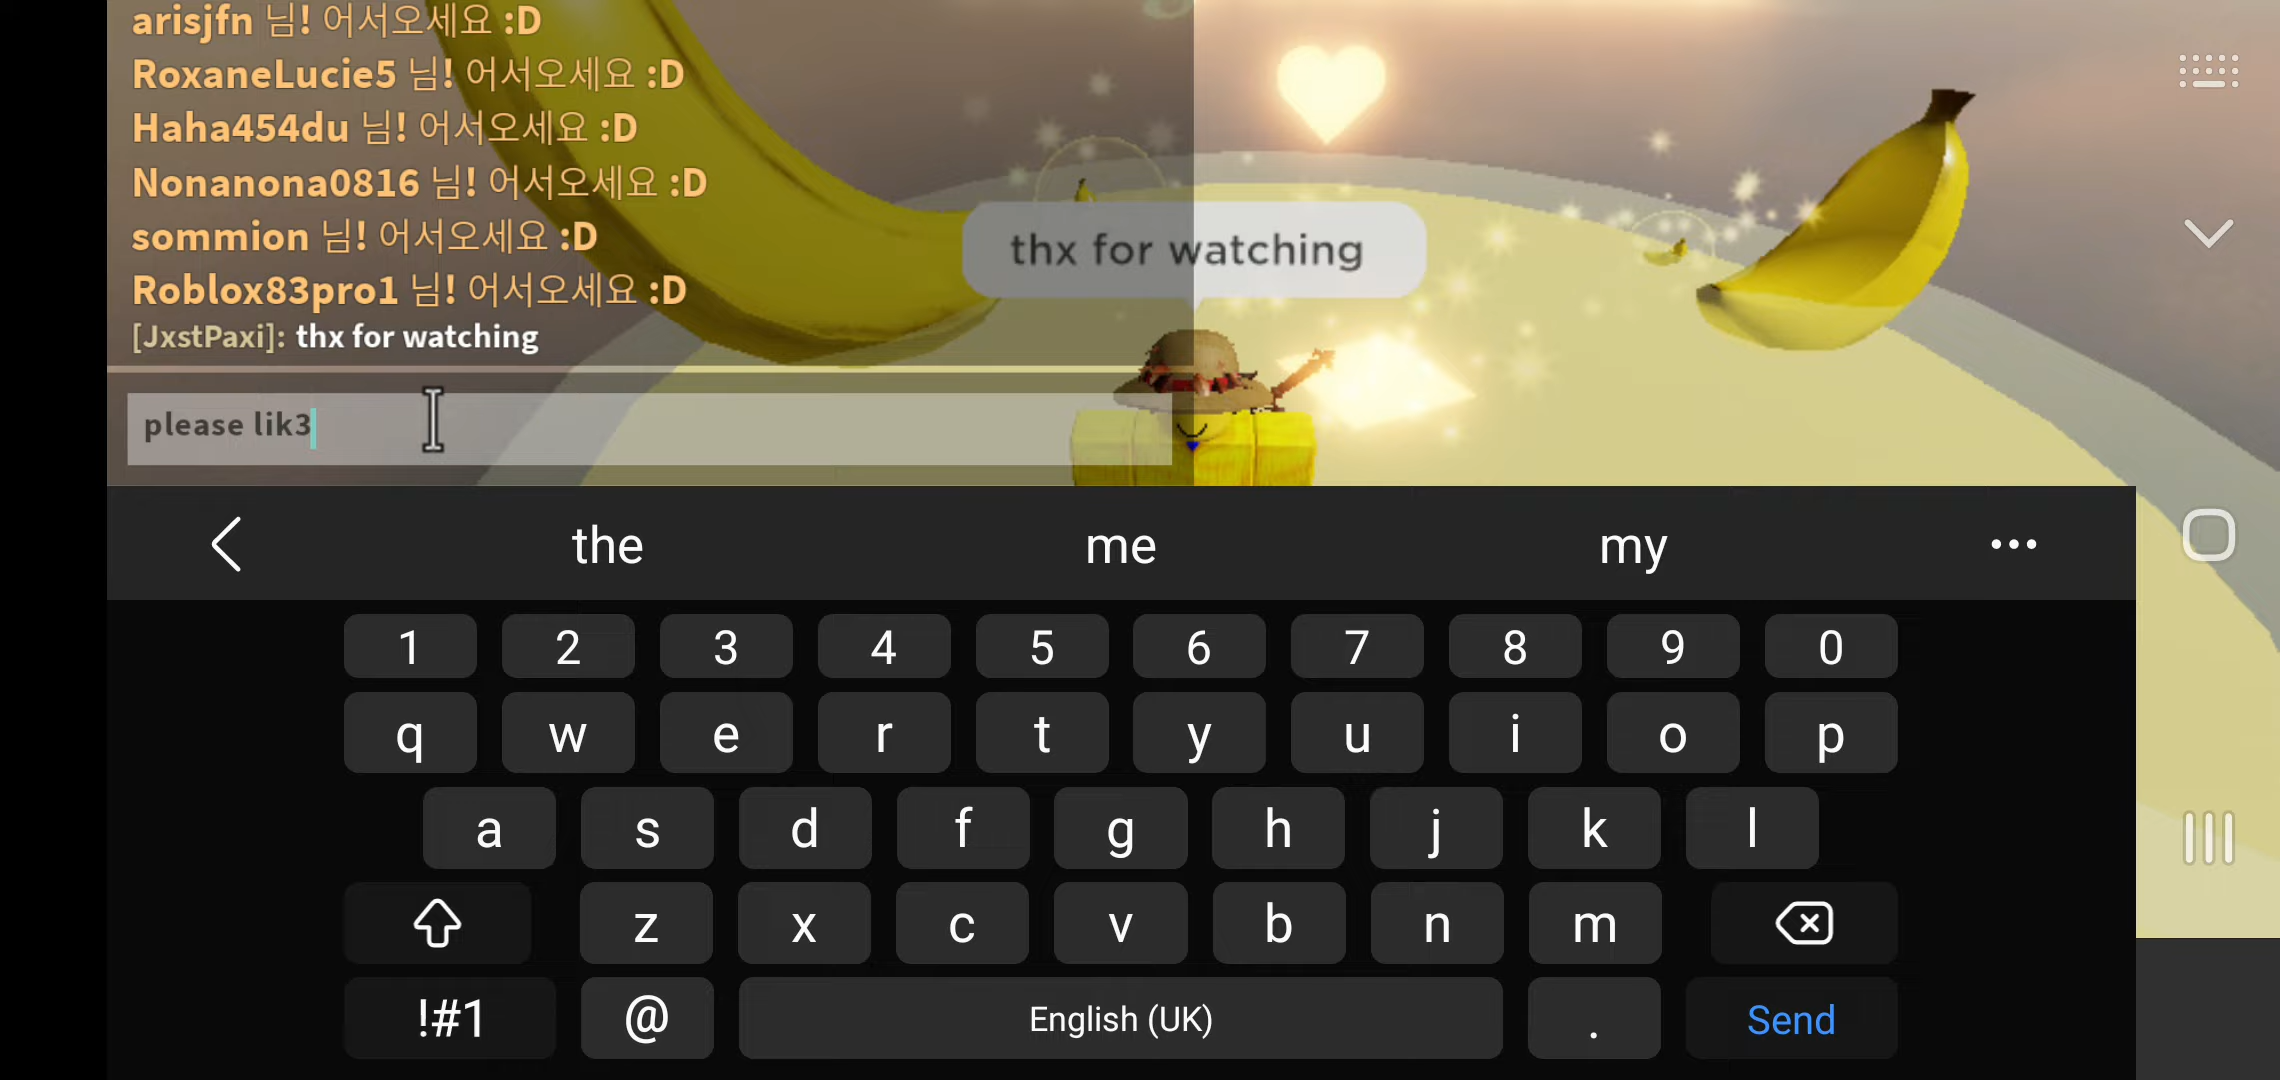 arisjfn 님! 어서오세요 :D
RoxaneLucie5 님! 어서오세요 :D
Haha454du 님! 어서오세요 :D
Nonanona0816 님! 어서오세요 :D
sommion 님! 어서오세요 :D
Roblox83pro1 님! 어서오세요 :D
[JxstPaxi]: thx for watching
thx for watching
please lik3
the me my
1 2 3 4 5 6 7 8 9 0
q w e r t y u i o p
a s d f g h j k l
z x c v b n m
!#1 @ English (UK) . Send